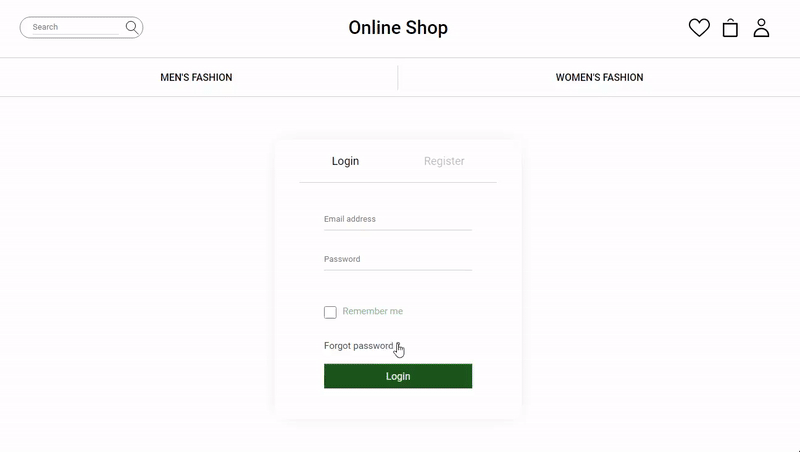 Search
Online Shop
MEN'S FASHION
WOMEN'S FASHION
Login
Register
Email address
Password
Remember me
Forgot password
Login